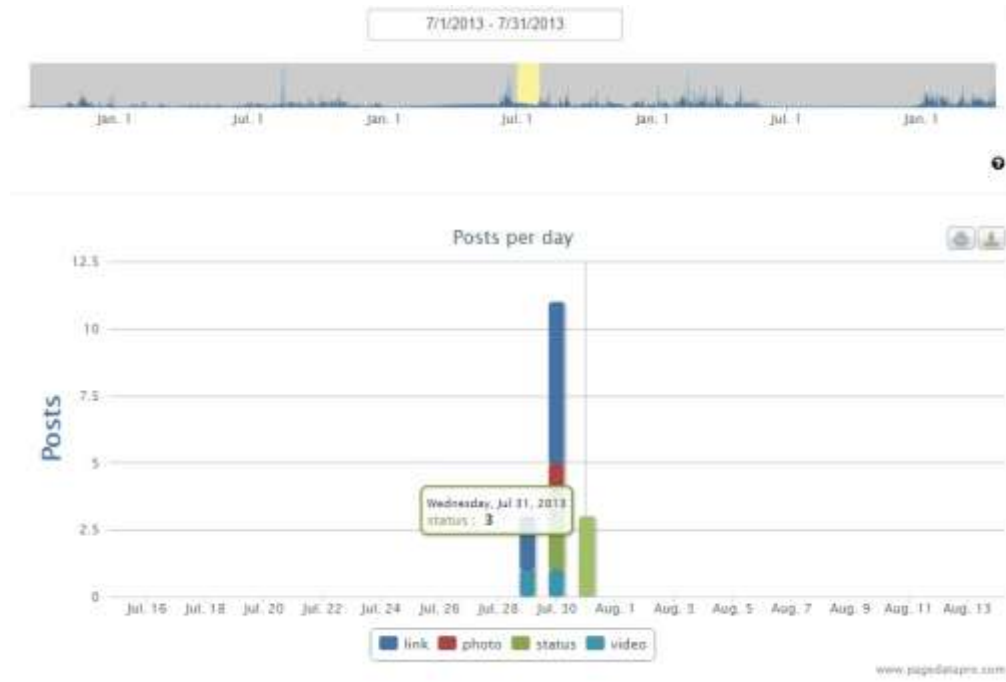 7/1/2013 - 7/31/2013
Jan. 1 Jul. 1 Jan. 1 Jul. 1 Jan. 1 Jul. 1 Jan. 1
Posts per day
Posts
12.5
10
7.5
5
2.5
0
Wednesday, Jul 31, 2013
status : 3
Jul. 16 Jul. 18 Jul. 20 Jul. 22 Jul. 24 Jul. 26 Jul. 28 Jul. 30 Aug. 1 Aug. 3 Aug. 5 Aug. 7 Aug. 9 Aug. 11 Aug. 13
link photo status video
www.pagedatapro.com